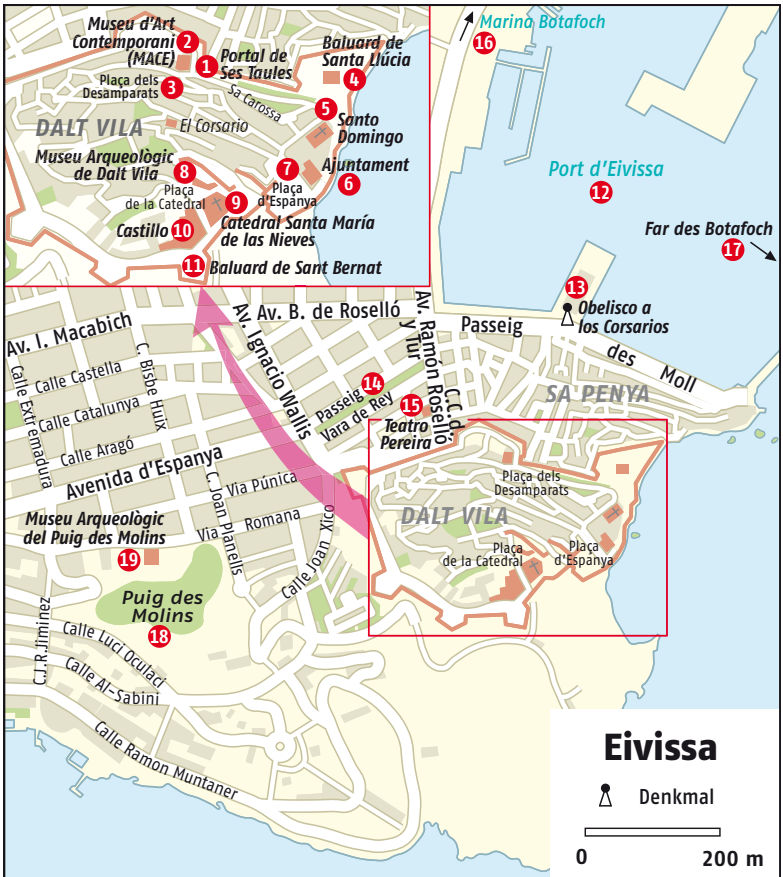 Museu d'Art
Contemporani
(MACE)
2
1
Portal de
Ses Taules
Baluard de
Santa Llúcia
4
Plaça dels
Desamparats
3
Sa Carossa
5
Santo
Domingo
DALT VILA
El Corsario
Museu Arqueològic
de Dalt Vila
8
7
Ajuntament
6
Plaça
de la Catedral
9
Plaça
d'Espanya
Castillo
10
Catedral Santa María
de las Nieves
11
Baluard de Sant Bernat
16
Marina Botafoch
Port d'Eivissa
12
Far des Botafoch
17
13
Obelisco a
los Corsarios
Av. I. Macabich
Av. B. de Roselló
Av. Ignacio Wallis
Av. Ramón Roselló
y Tur
C.C.d.
Passeig
des Moll
SA PENYA
Calle Extremadura
Calle Castella
Calle Catalunya
Calle Aragó
C. Bisbe Huix
Avenida d'Espanya
Passeig
Vara de Rey
14
15
Teatro
Pereira
Via Púnica
Via Romana
C. Joan Planells
Calle Joan Xico
Museu Arqueològic
del Puig des Molins
19
Puig des
Molins
18
DALT VILA
Plaça dels
Desamparats
Plaça
de la Catedral
Plaça
d'Espanya
C.J.R.Jiminez
Calle Luci Oculaci
Calle Al-Sabini
Calle Ramon Muntaner
Eivissa
Denkmal
0
200 m